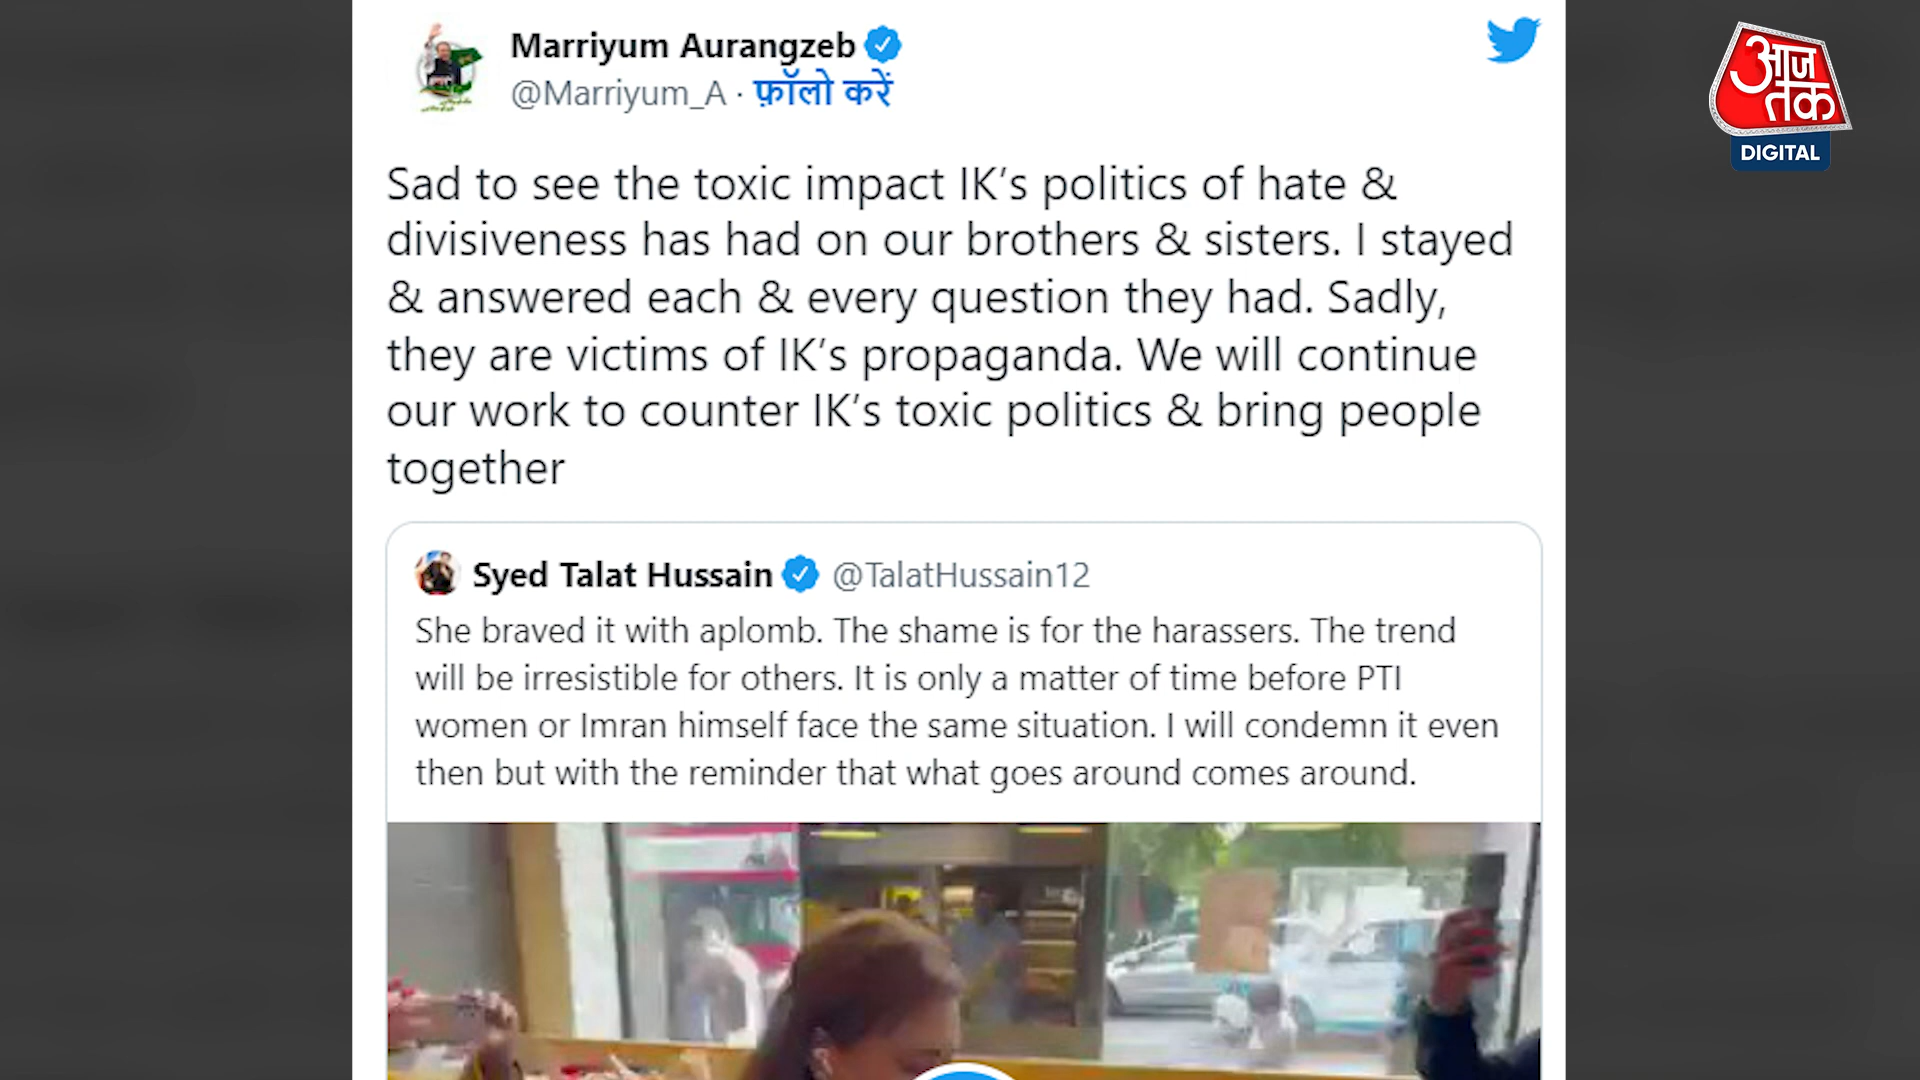 Marriyum Aurangzeb
@Marriyum_A · फ़ॉलो करें
आज
तक
DIGITAL
Sad to see the toxic impact IK’s politics of hate &
divisiveness has had on our brothers & sisters. I stayed
& answered each & every question they had. Sadly,
they are victims of IK’s propaganda. We will continue
our work to counter IK’s toxic politics & bring people
together
Syed Talat Hussain @TalatHussain12
She braved it with aplomb. The shame is for the harassers. The trend
will be irresistible for others. It is only a matter of time before PTI
women or Imran himself face the same situation. I will condemn it even
then but with the reminder that what goes around comes around.